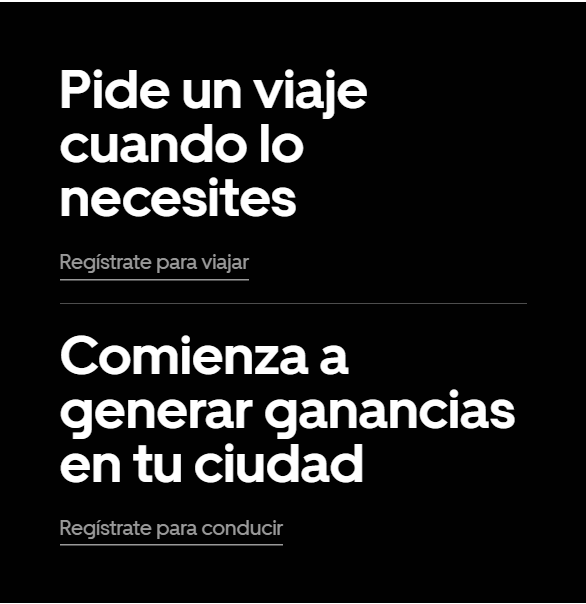 Pide un viaje
cuando lo
necesites
Regístrate para viajar
Comienza a
generar ganancias
en tu ciudad
Regístrate para conducir